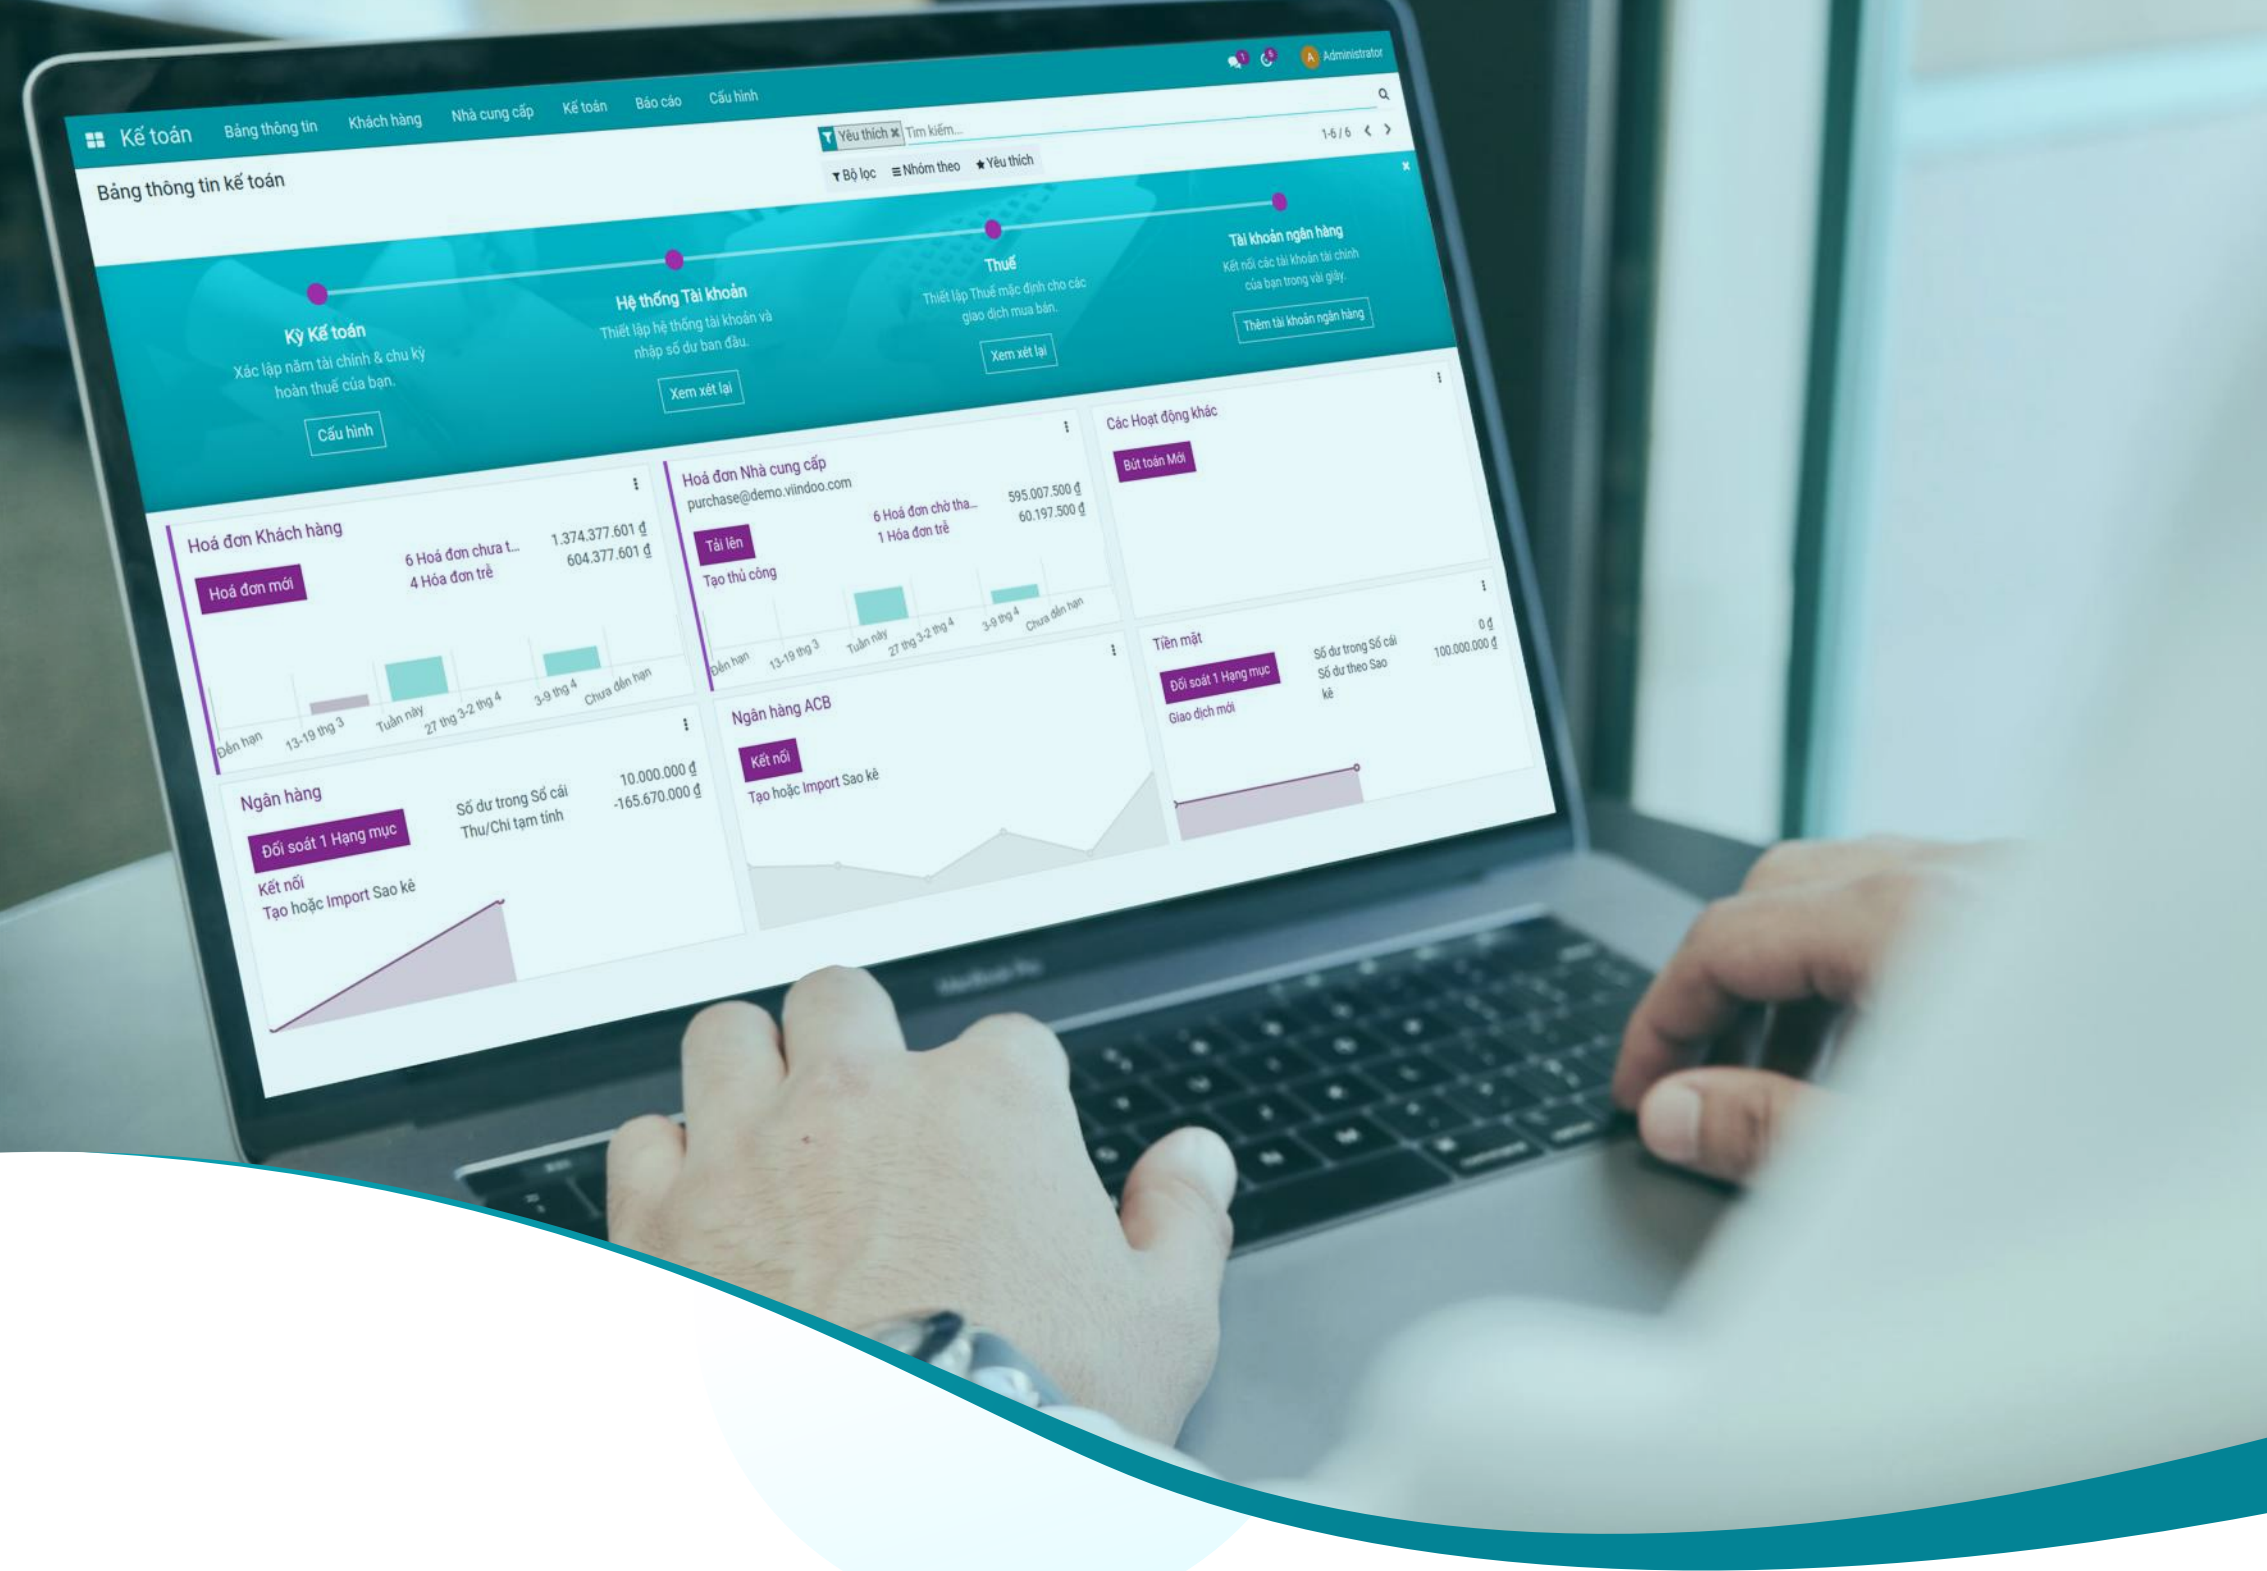 Kế toán
Bảng thông tin
Khách hàng
Nhà cung cấp
Kế toán
Báo cáo
Cấu hình
1
5
A
Administrator
Bảng thông tin kế toán
Yêu thích
Tìm kiếm...
Bộ lọc
Nhóm theo
Yêu thích
1-6 / 6
Kỳ Kế toán
Xác lập năm tài chính & chu kỳ
hoàn thuế của bạn.
Cấu hình
Hệ thống Tài khoản
Thiết lập hệ thống tài khoản và
nhập số dư ban đầu.
Xem xét lại
Thuế
Thiết lập Thuế mặc định cho các
giao dịch mua bán.
Xem xét lại
Tài khoản ngân hàng
Kết nối các tài khoản tài chính
của bạn trong vài giây.
Thêm tài khoản ngân hàng
Hoá đơn Khách hàng
Hoá đơn mới
6 Hoá đơn chưa t... 1.374.377.601 ₫
4 Hóa đơn trễ 604.377.601 ₫
Đến hạn
13-19 thg 3
Tuần này
27 thg 3-2 thg 4
3-9 thg 4
Chưa đến hạn
Hoá đơn Nhà cung cấp
purchase@demo.viindoo.com
Tải lên
Tạo thủ công
6 Hoá đơn chờ tha... 595.007.500 ₫
1 Hóa đơn trễ 60.197.500 ₫
Đến hạn
13-19 thg 3
Tuần này
27 thg 3-2 thg 4
3-9 thg 4
Chưa đến hạn
Các Hoạt động khác
Bút toán Mới
Ngân hàng
Đối soát 1 Hạng mục
Kết nối
Tạo hoặc Import Sao kê
Số dư trong Sổ cái 10.000.000 ₫
Thu/Chi tạm tính -165.670.000 ₫
Ngân hàng ACB
Kết nối
Tạo hoặc Import Sao kê
Tiền mặt
Đối soát 1 Hạng mục
Giao dịch mới
Số dư trong Sổ cái 0 ₫
Số dư theo Sao 100.000.000 ₫
kê
MacBook Pro
command
option